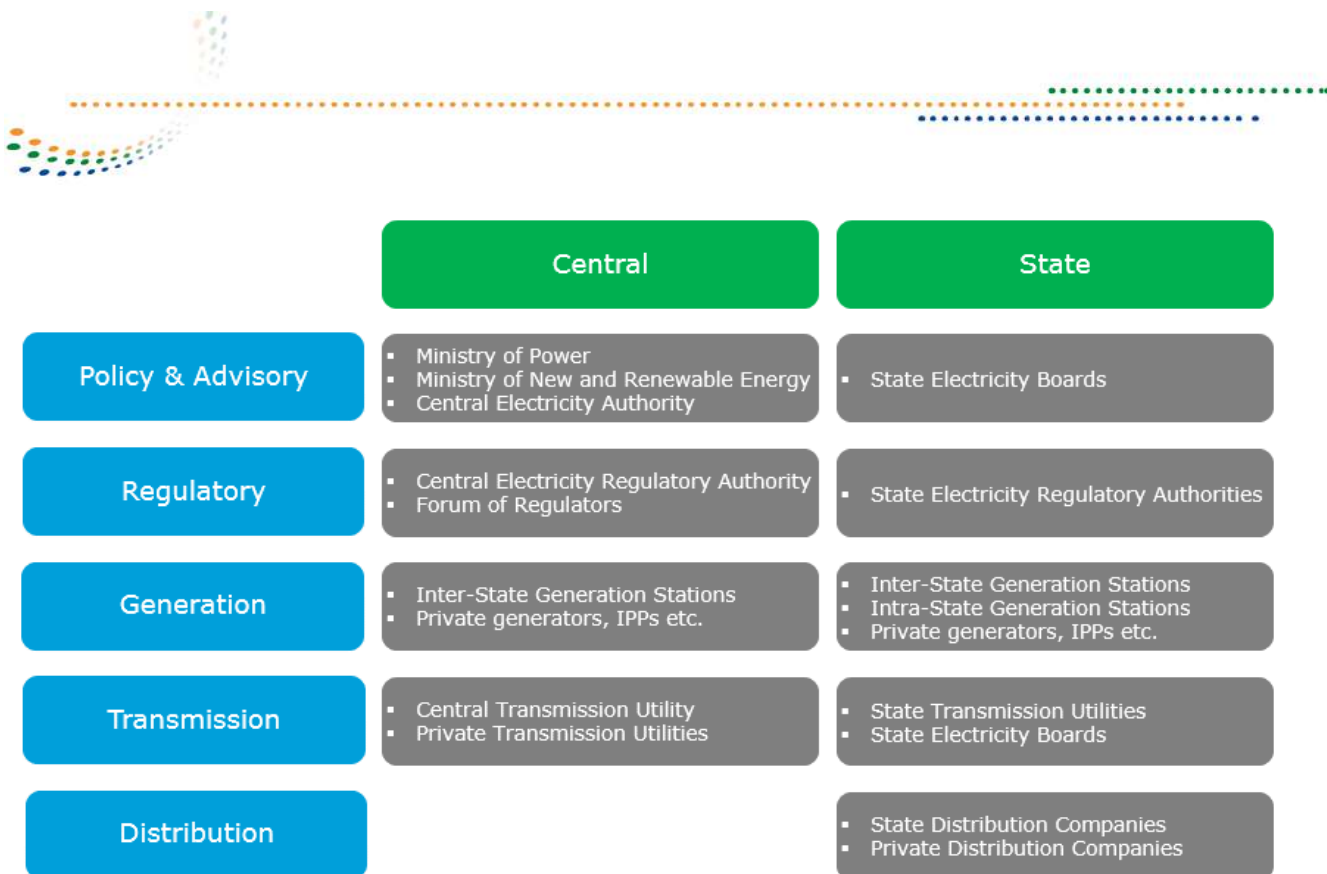 Central
State
Policy & Advisory
▪ Ministry of Power
▪ Ministry of New and Renewable Energy
▪ Central Electricity Authority
▪ State Electricity Boards
Regulatory
▪ Central Electricity Regulatory Authority
▪ Forum of Regulators
▪ State Electricity Regulatory Authorities
Generation
▪ Inter-State Generation Stations
▪ Private generators, IPPs etc.
▪ Inter-State Generation Stations
▪ Intra-State Generation Stations
▪ Private generators, IPPs etc.
Transmission
▪ Central Transmission Utility
▪ Private Transmission Utilities
▪ State Transmission Utilities
▪ State Electricity Boards
Distribution
▪ State Distribution Companies
▪ Private Distribution Companies